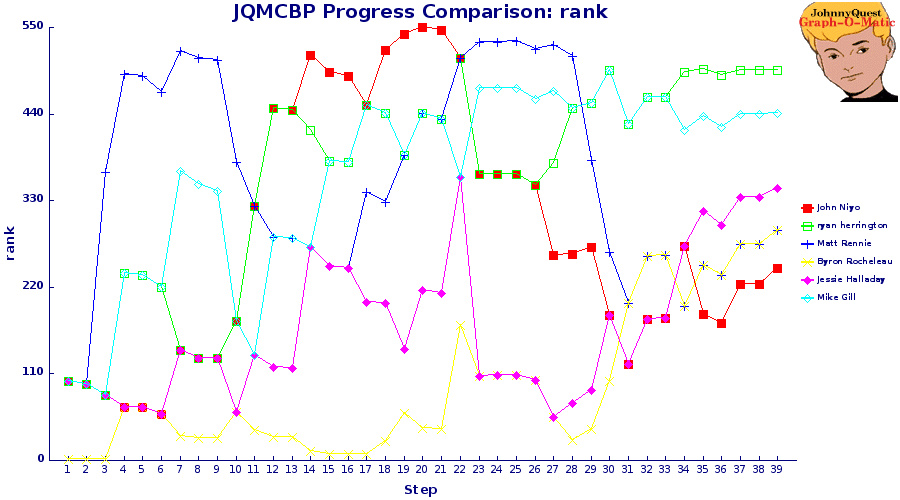 JQMCBP Progress Comparison: rank
JohnnyQuest
Graph-O-Matic
550
440
330
220
110
0
rank
1 2 3 4 5 6 7 8 9 10 11 12 13 14 15 16 17 18 19 20 21 22 23 24 25 26 27 28 29 30 31 32 33 34 35 36 37 38 39
Step
John Niyo
ryan herrington
Matt Rennie
Byron Rocheleau
Jessie Halladay
Mike Gill